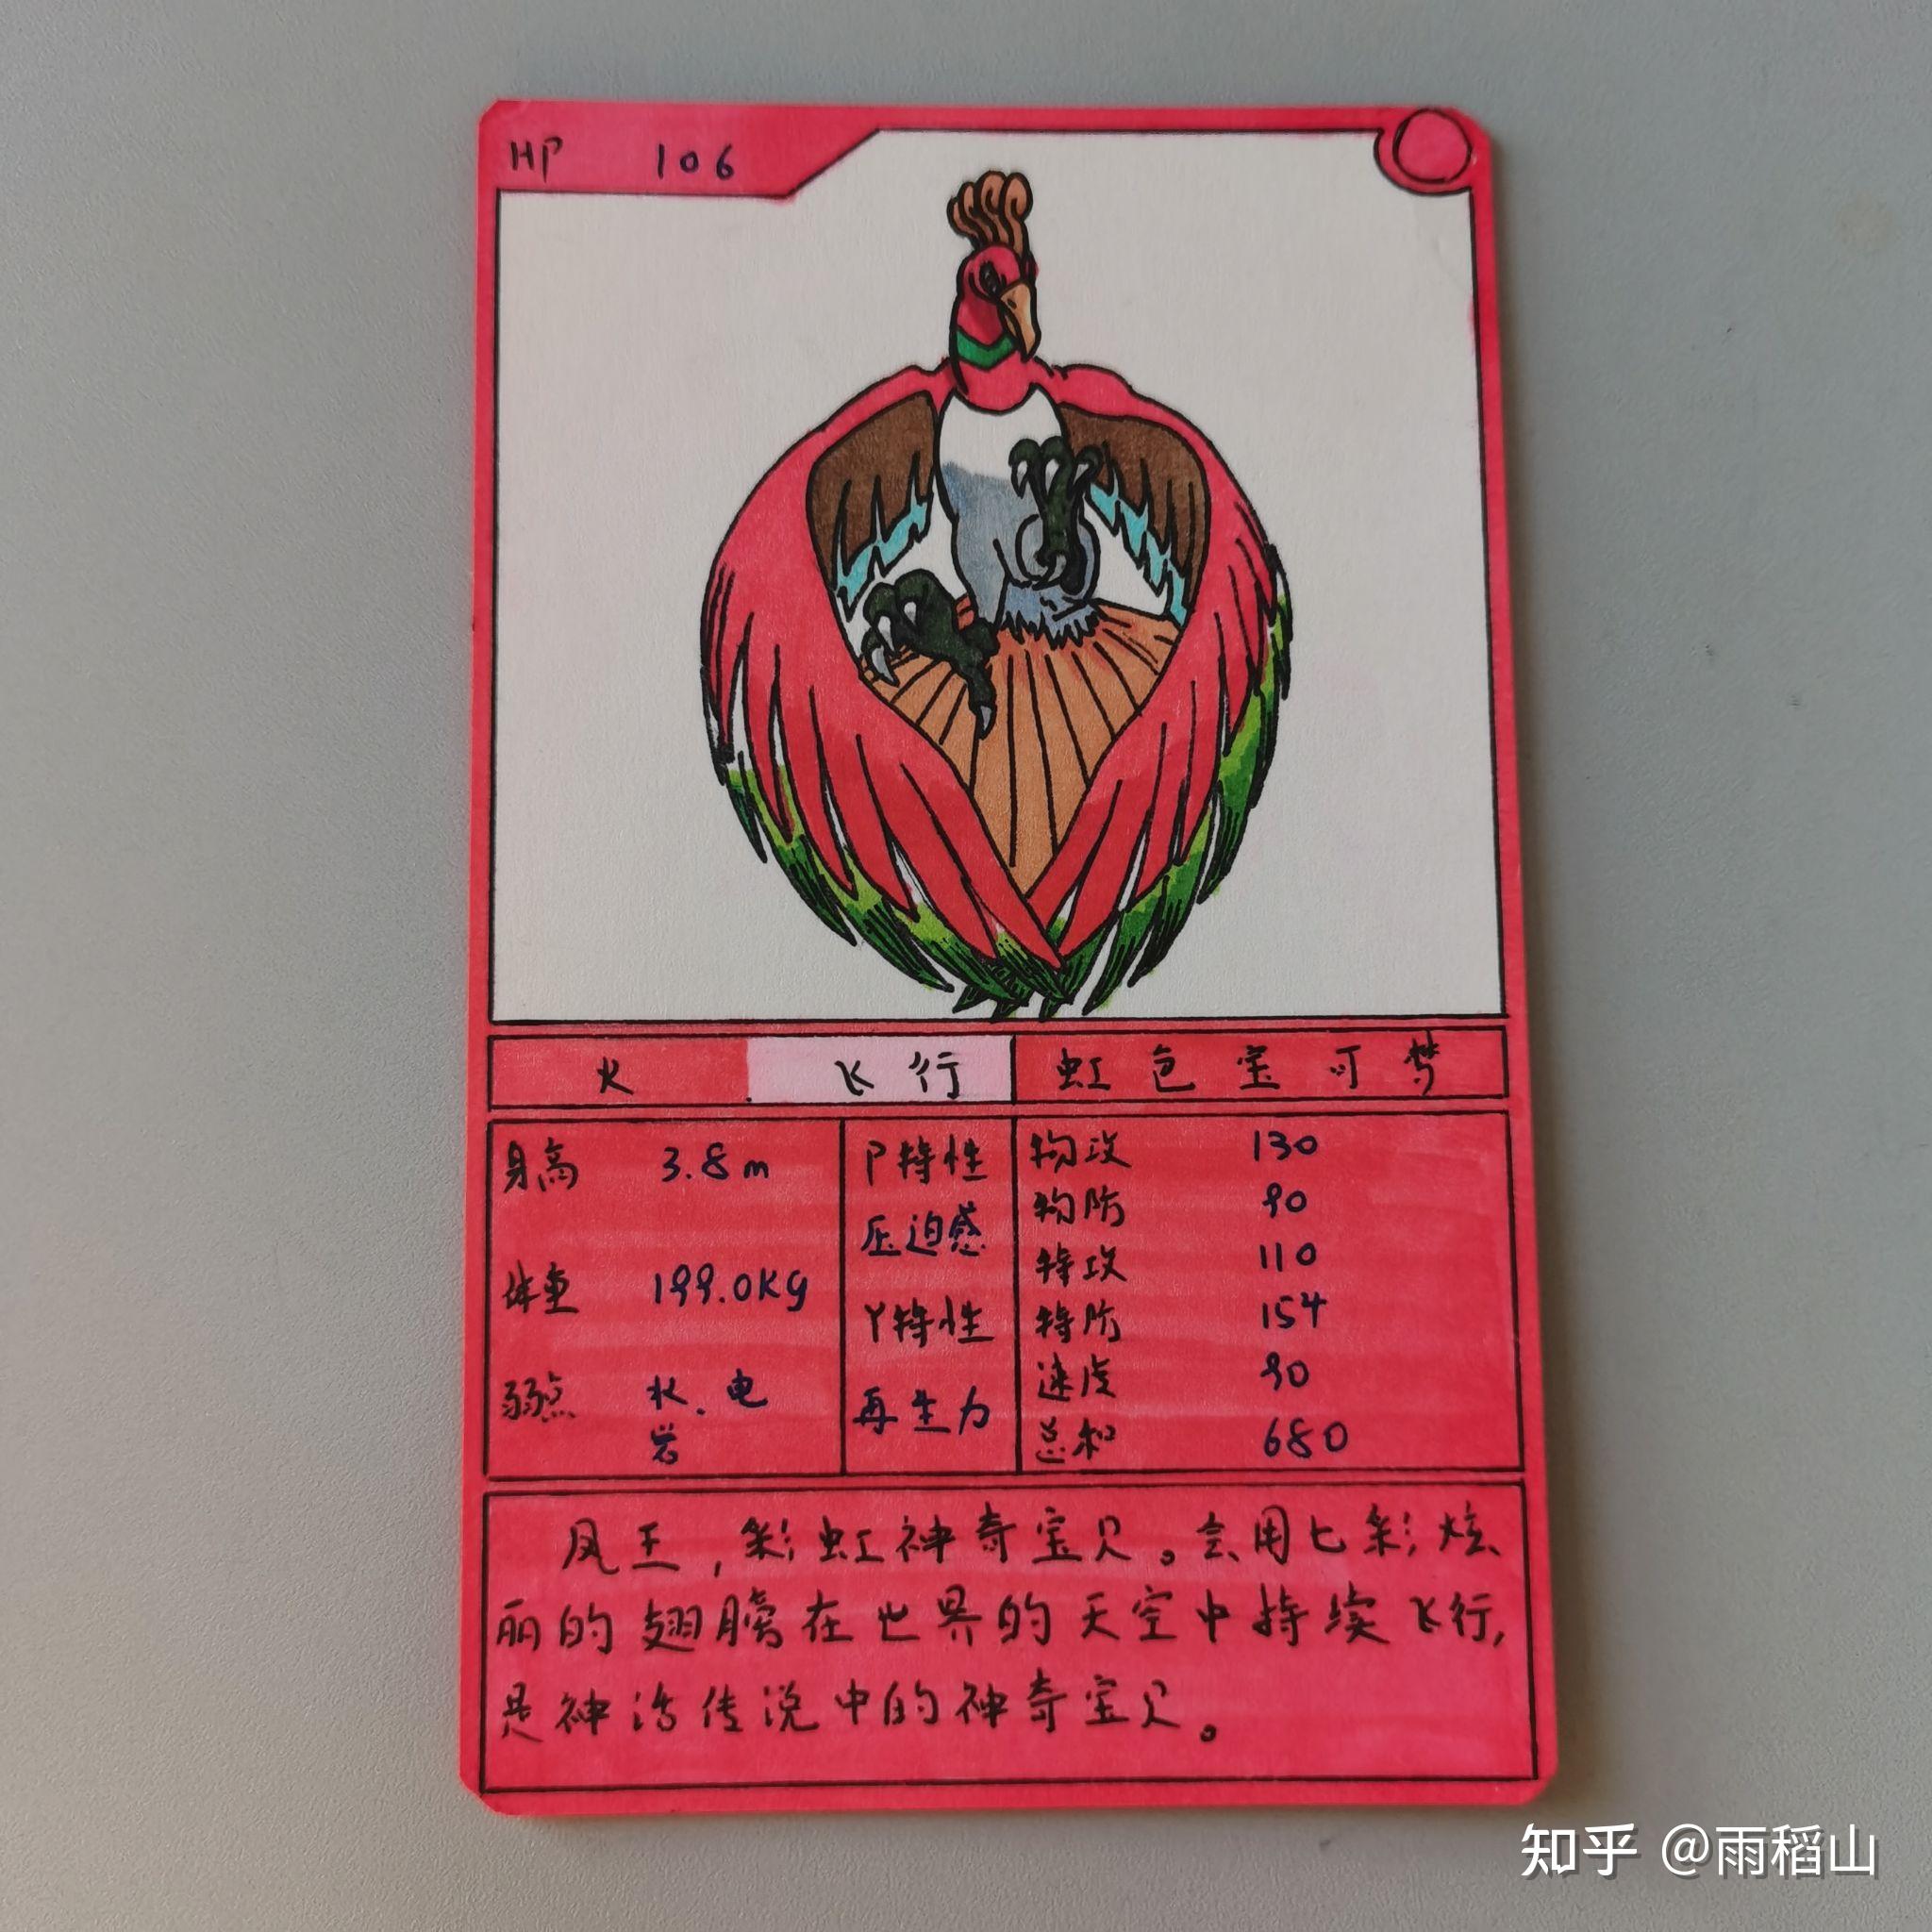 HP 106
火 飞行 虹色宝可梦
身高 3.8m
体重 199.0KG
弱点 水、电
岩
P特性
压迫感
Y特性
再生力
物攻 130
物防 90
特攻 110
特防 154
速度 90
总和 680
凤王，彩虹神奇宝贝。会用七彩炫
丽的翅膀在世界的天空中持续飞行，
是神话传说中的神奇宝贝。
知乎 @雨稻山